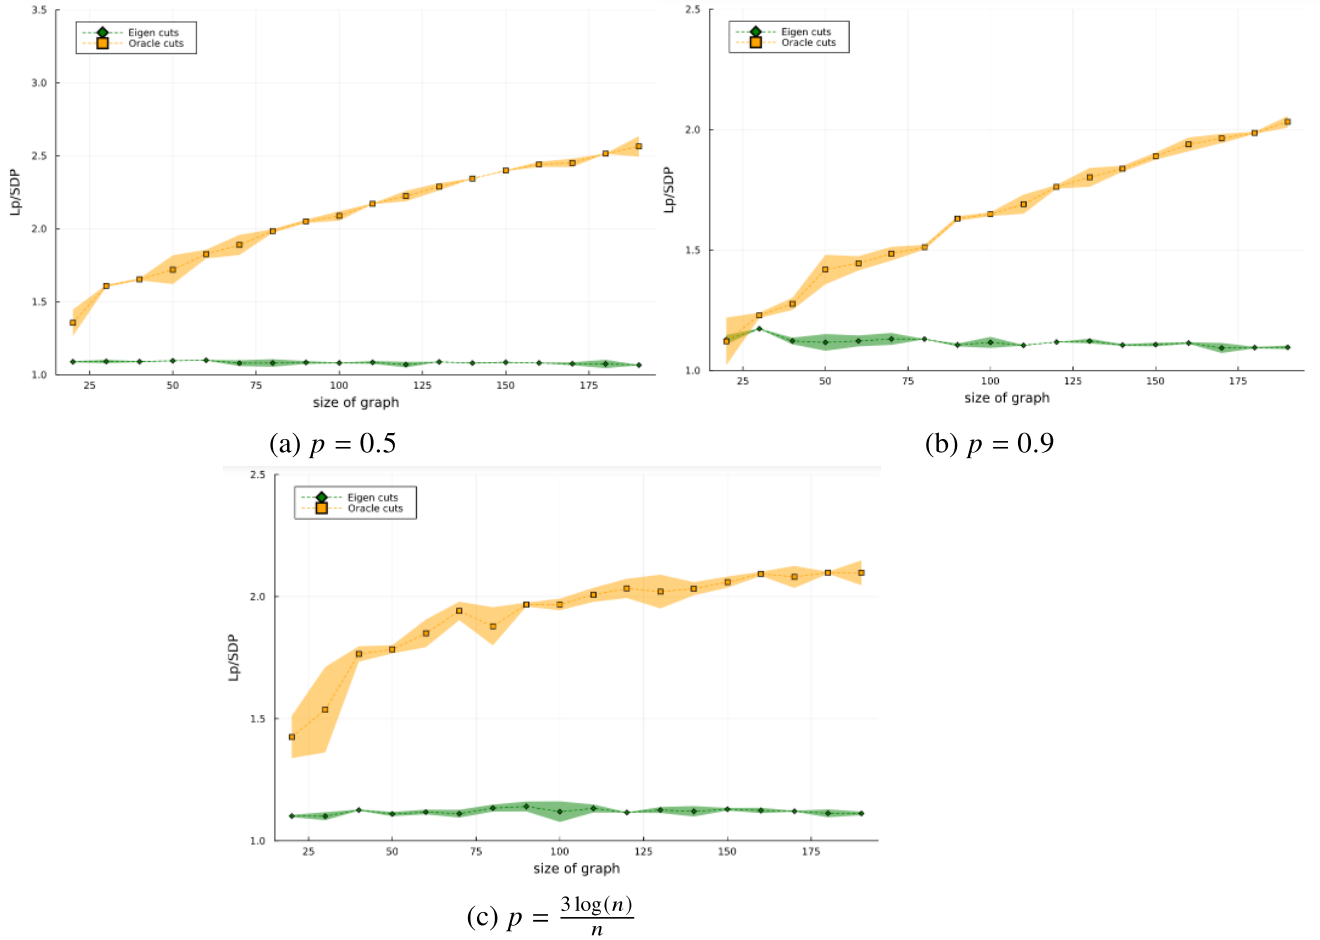 3.5
3.0
2.5
2.0
1.5
1.0
Lp/SDP
Eigen cuts
Oracle cuts
25 50 75 100 125 150 175
size of graph
(a) p = 0.5
2.5
2.0
1.5
1.0
Lp/SDP
Eigen cuts
Oracle cuts
25 50 75 100 125 150 175
size of graph
(b) p = 0.9
2.5
2.0
1.5
1.0
Lp/SDP
Eigen cuts
Oracle cuts
25 50 75 100 125 150 175
size of graph
(c) p = 3 log(n) / n